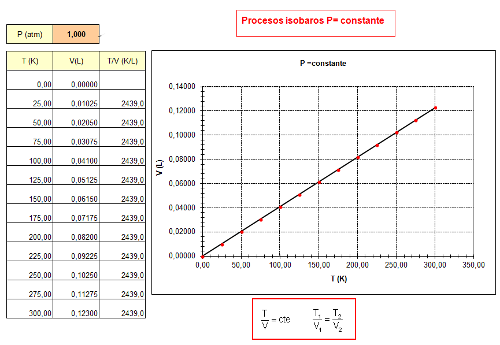 Procesos isobaros P= constante
P (atm) 1,000
T (K) V(L) T/V (K/L)
0,00 0,00000
25,00 0,01025 2439,0
50,00 0,02050 2439,0
75,00 0,03075 2439,0
100,00 0,04100 2439,0
125,00 0,05125 2439,0
150,00 0,06150 2439,0
175,00 0,07175 2439,0
200,00 0,08200 2439,0
225,00 0,09225 2439,0
250,00 0,10250 2439,0
275,00 0,11275 2439,0
300,00 0,12300 2439,0
P =constante
V (L)
0,14000
0,12000
0,10000
0,08000
0,06000
0,04000
0,02000
0,00000
0,00 50,00 100,00 150,00 200,00 250,00 300,00 350,00
T (K)
T/V = cte T₁/V₁ = T₂/V₂